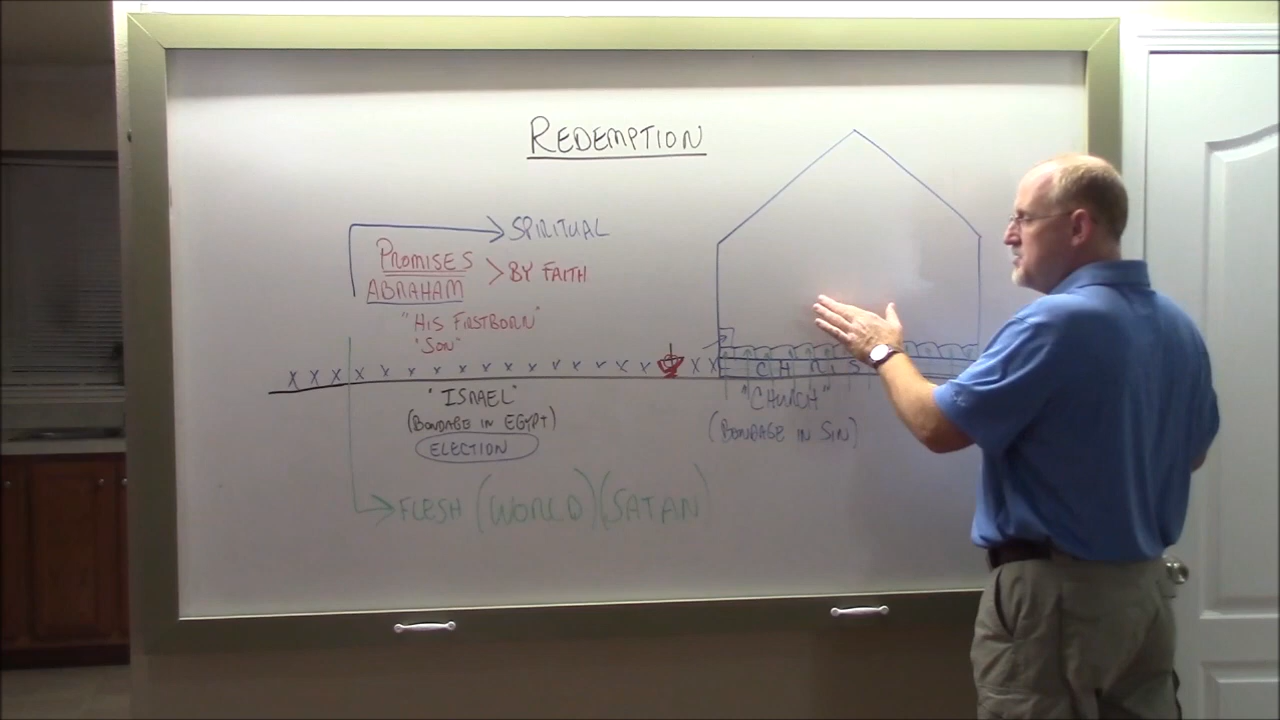 REDEMPTION
SPIRITUAL
PROMISES
ABRAHAM
> BY FAITH
"HIS FIRSTBORN"
"SON"
X X X X X X X X X X X X X X X X X X
C H R I S
"ISRAEL"
(BONDAGE IN EGYPT)
ELECTION
"CHURCH"
(BONDAGE IN SIN)
FLESH (WORLD) (SATAN)